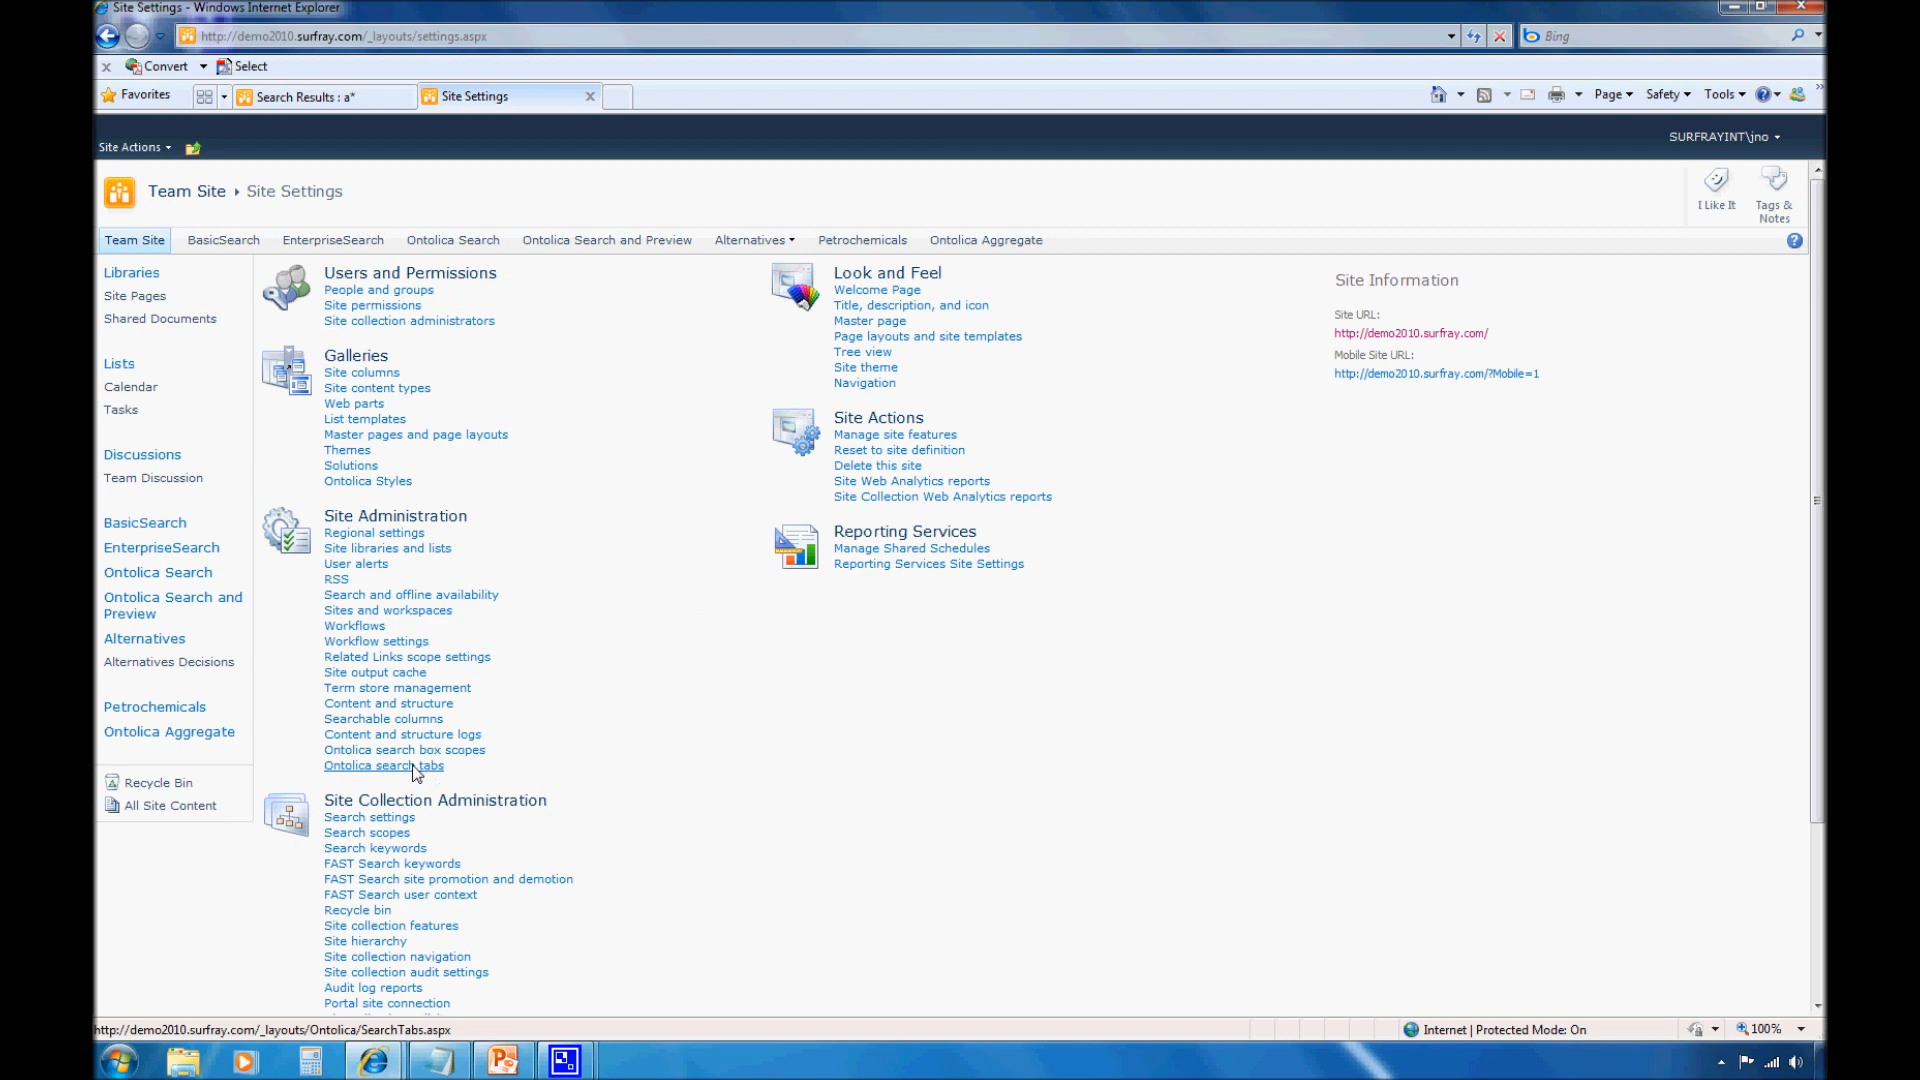 Site Settings - Windows Internet Explorer
http://demo2010.surfray.com/_layouts/settings.aspx
Bing
x Convert Select
Favorites
Search Results : a*
Site Settings
Page
Safety
Tools
Site Actions
SURFRAYINT\jno
Team Site
Site Settings
I Like It
Tags &
Notes
Team Site
BasicSearch
EnterpriseSearch
Ontolica Search
Ontolica Search and Preview
Alternatives
Petrochemicals
Ontolica Aggregate
Libraries
Site Pages
Shared Documents
Lists
Calendar
Tasks
Discussions
Team Discussion
BasicSearch
EnterpriseSearch
Ontolica Search
Ontolica Search and
Preview
Alternatives
Alternatives Decisions
Petrochemicals
Ontolica Aggregate
Recycle Bin
All Site Content
Users and Permissions
People and groups
Site permissions
Site collection administrators
Galleries
Site columns
Site content types
Web parts
List templates
Master pages and page layouts
Themes
Solutions
Ontolica Styles
Site Administration
Regional settings
Site libraries and lists
User alerts
RSS
Search and offline availability
Sites and workspaces
Workflows
Workflow settings
Related Links scope settings
Site output cache
Term store management
Content and structure
Searchable columns
Content and structure logs
Ontolica search box scopes
Ontolica search tabs
Site Collection Administration
Search settings
Search scopes
Search keywords
FAST Search keywords
FAST Search site promotion and demotion
FAST Search user context
Recycle bin
Site collection features
Site hierarchy
Site collection navigation
Site collection audit settings
Audit log reports
Portal site connection
Look and Feel
Welcome Page
Title, description, and icon
Master page
Page layouts and site templates
Tree view
Site theme
Navigation
Site Actions
Manage site features
Reset to site definition
Delete this site
Site Web Analytics reports
Site Collection Web Analytics reports
Reporting Services
Manage Shared Schedules
Reporting Services Site Settings
Site Information
Site URL:
http://demo2010.surfray.com/
Mobile Site URL:
http://demo2010.surfray.com/?Mobile=1
http://demo2010.surfray.com/_layouts/Ontolica/SearchTabs.aspx
Internet | Protected Mode: On
100%